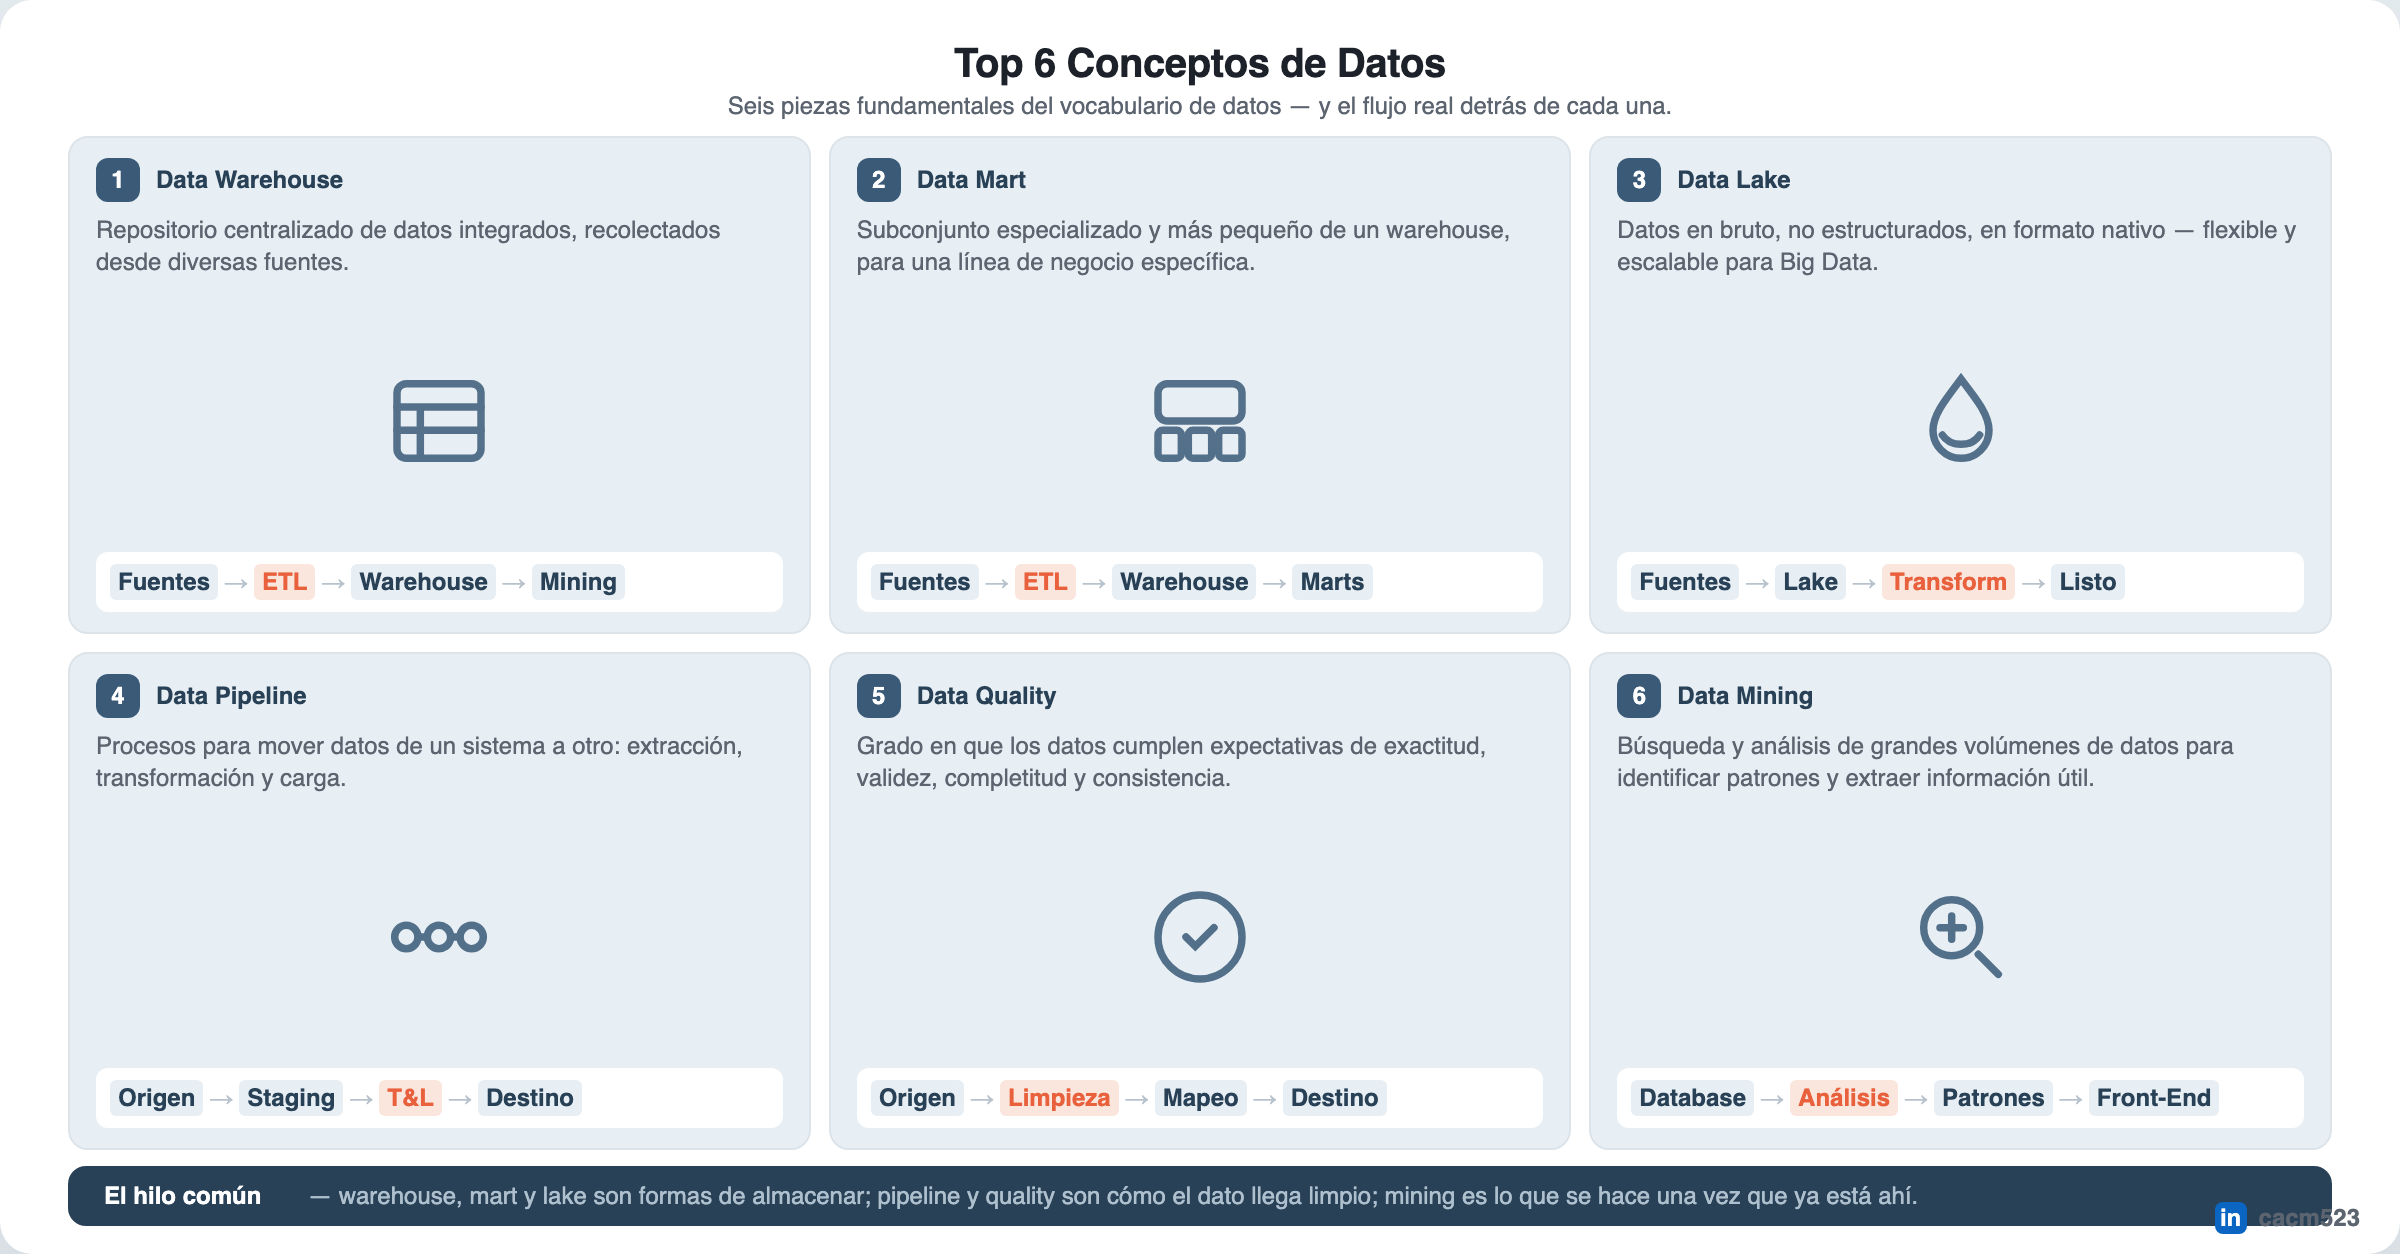 Top 6 Conceptos de Datos
Seis piezas fundamentales del vocabulario de datos — y el flujo real detrás de cada una.
1 Data Warehouse
Repositorio centralizado de datos integrados, recolectados
desde diversas fuentes.
Fuentes → ETL → Warehouse → Mining
2 Data Mart
Subconjunto especializado y más pequeño de un warehouse,
para una línea de negocio específica.
Fuentes → ETL → Warehouse → Marts
3 Data Lake
Datos en bruto, no estructurados, en formato nativo — flexible y
escalable para Big Data.
Fuentes → Lake → Transform → Listo
4 Data Pipeline
Procesos para mover datos de un sistema a otro: extracción,
transformación y carga.
Origen → Staging → T&L → Destino
5 Data Quality
Grado en que los datos cumplen expectativas de exactitud,
validez, completitud y consistencia.
Origen → Limpieza → Mapeo → Destino
6 Data Mining
Búsqueda y análisis de grandes volúmenes de datos para
identificar patrones y extraer información útil.
Database → Análisis → Patrones → Front-End
El hilo común — warehouse, mart y lake son formas de almacenar; pipeline y quality son cómo el dato llega limpio; mining es lo que se hace una vez que ya está ahí.
in cacm523